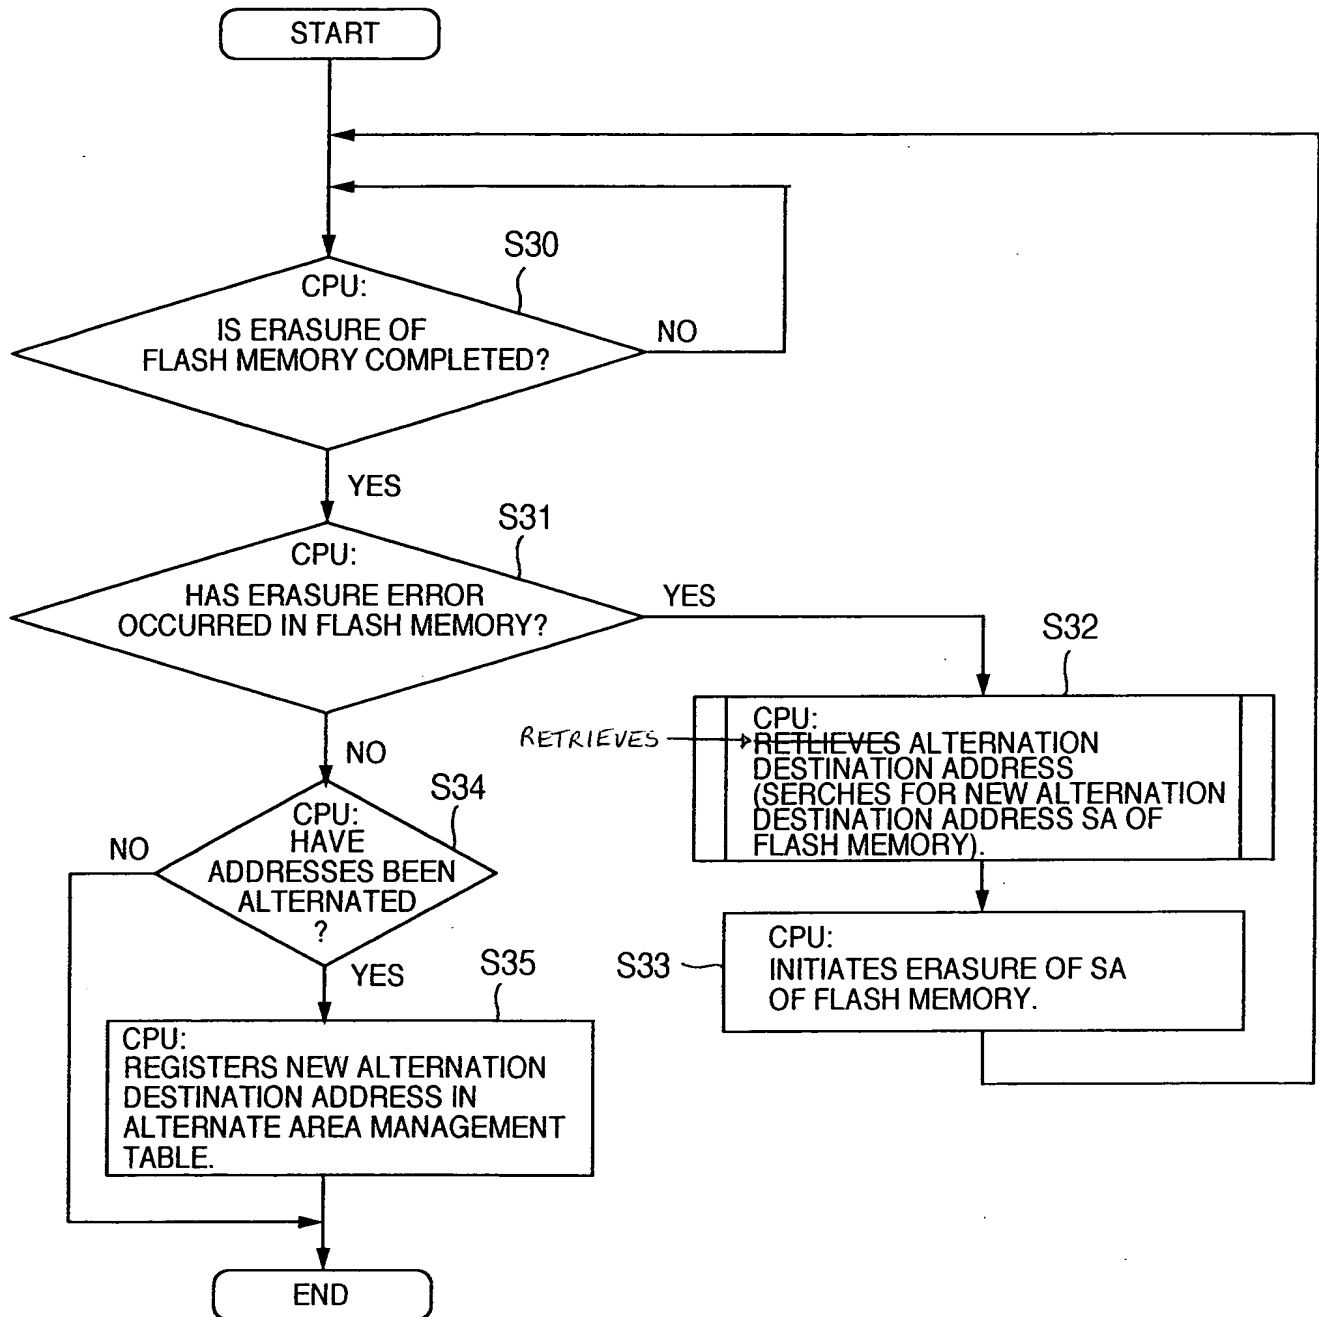 START
S30
CPU:
IS ERASURE OF
FLASH MEMORY COMPLETED?
NO
YES
S31
CPU:
HAS ERASURE ERROR
OCCURRED IN FLASH MEMORY?
YES
NO
S32
CPU:
RETRIEVES
RETLIEVES ALTERNATION
DESTINATION ADDRESS
(SERCHES FOR NEW ALTERNATION
DESTINATION ADDRESS SA OF
FLASH MEMORY).
S33
CPU:
INITIATES ERASURE OF SA
OF FLASH MEMORY.
S34
CPU:
HAVE
ADDRESSES BEEN
ALTERNATED
?
NO
YES
S35
CPU:
REGISTERS NEW ALTERNATION
DESTINATION ADDRESS IN
ALTERNATE AREA MANAGEMENT
TABLE.
END